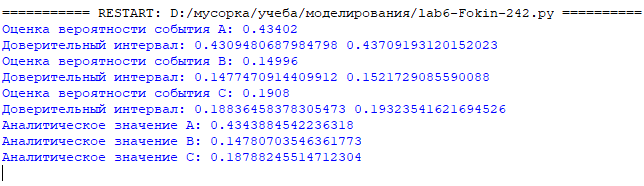 =========== RESTART: D:/мусорка/учеба/моделирования/lab6-Fokin-242.py ===========
Оценка вероятности события A: 0.43402
Доверительный интервал: 0.4309480687984798 0.43709193120152023
Оценка вероятности события B: 0.14996
Доверительный интервал: 0.1477470914409912 0.1521729085590088
Оценка вероятности события C: 0.1908
Доверительный интервал: 0.18836458378305473 0.19323541621694526
Аналитическое значение A: 0.4343884542236318
Аналитическое значение B: 0.14780703546361773
Аналитическое значение C: 0.18788245514712304